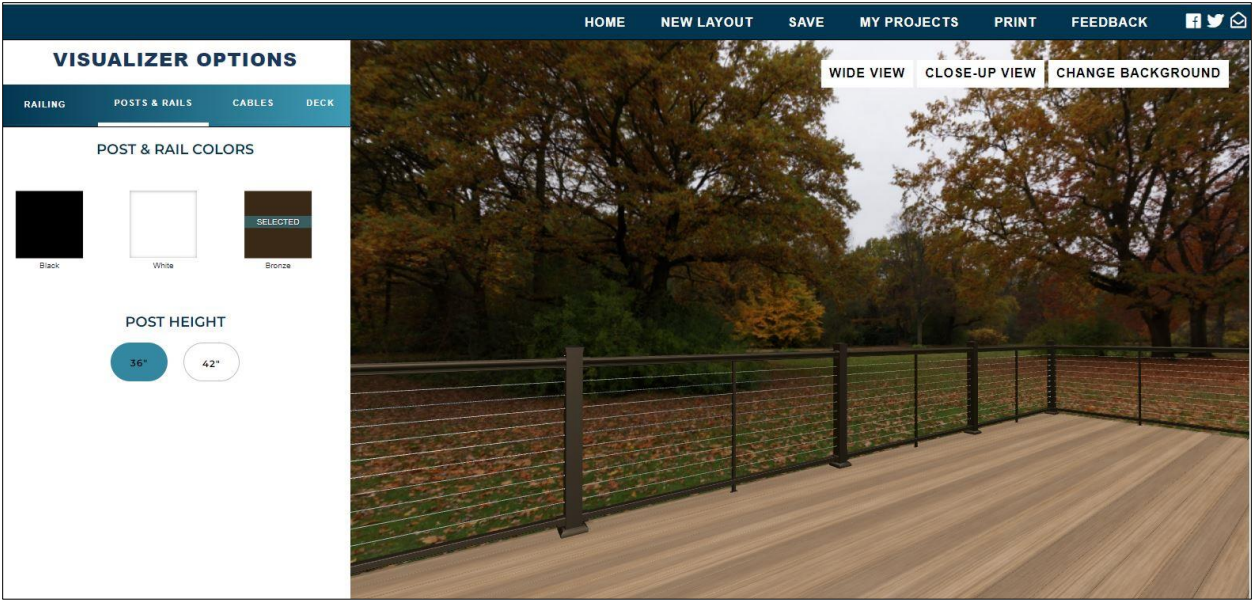 HOME NEW LAYOUT SAVE MY PROJECTS PRINT FEEDBACK
VISUALIZER OPTIONS
WIDE VIEW CLOSE-UP VIEW CHANGE BACKGROUND
RAILING POSTS & RAILS CABLES DECK
POST & RAIL COLORS
SELECTED
Black White Bronze
POST HEIGHT
36" 42"